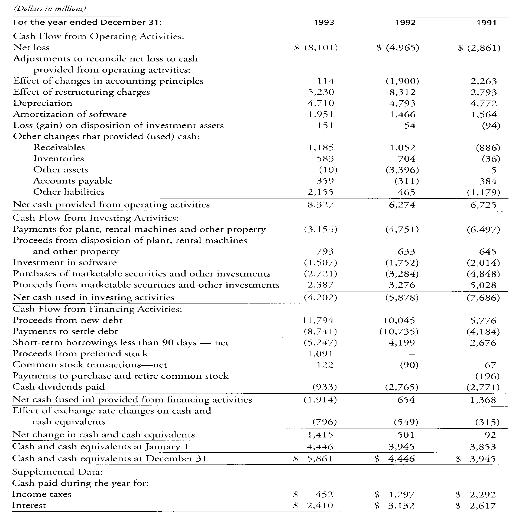 (Dollars in millions)
For the year ended December 31: 1993 1992 1991
Cash Flow from Operating Activities:
Net loss $ (8,101) $ (4,965) $ (2,861)
Adjustments to reconcile net loss to cash
provided from operating activities:
Effect of changes in accounting principles 114 (1,900) 2,263
Effect of restructuring charges 5,230 8,312 2,793
Depreciation 4,710 4,793 4,772
Amortization of software 1,951 1,466 1,564
Loss (gain) on disposition of investment assets 151 54 (94)
Other changes that provided (used) cash:
Receivables 1,185 1,052 (886)
Inventories 583 704 (36)
Other assets (10) (3,396) 5
Accounts payable 359 (311) 384
Other liabilities 2,155 465 (1,179)
Net cash provided from operating activities 8,327 6,274 6,725
Cash Flow from Investing Activities:
Payments for plant, rental machines and other property (3,154) (4,751) (6,497)
Proceeds from disposition of plant, rental machines
and other property 793 633 645
Investment in software (1,507) (1,752) (2,014)
Purchases of marketable securities and other investments (2,721) (3,284) (4,848)
Proceeds from marketable securities and other investments 2,387 3,276 5,028
Net cash used in investing activities (4,202) (5,878) (7,686)
Cash Flow from Financing Activities:
Proceeds from new debt 11,794 10,045 5,776
Payments to settle debt (8,741) (10,735) (4,184)
Short-term borrowings less than 90 days — net (5,247) 4,199 2,676
Proceeds from preferred stock 1,091 –
Common stock transactions—net 122 (90) 67
Payments to purchase and retire common stock (196)
Cash dividends paid (933) (2,765) (2,771)
Net cash (used in) provided from financing activities (1,914) 654 1,368
Effect of exchange rate changes on cash and
cash equivalents (796) (549) (315)
Net change in cash and cash equivalents 1,415 501 92
Cash and cash equivalents at January 1 4,446 3,945 3,853
Cash and cash equivalents at December 31 $ 5,861 $ 4,446 $ 3,945
Supplemental Data:
Cash paid during the year for:
Income taxes $ 452 $ 1,297 $ 2,292
Interest $ 2,410 $ 3,132 $ 2,617